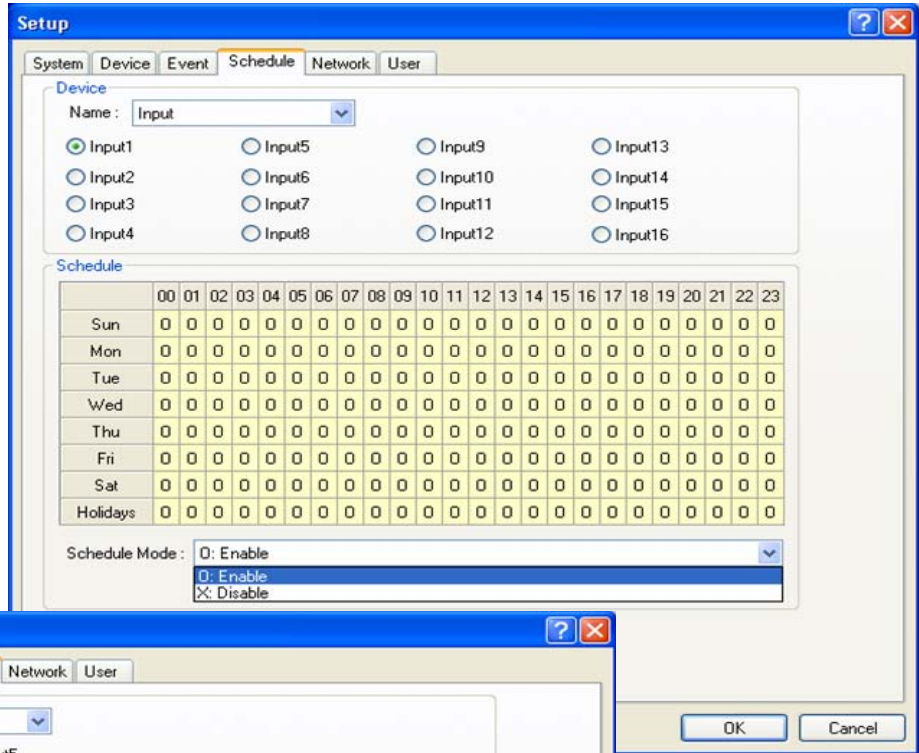 Setup
System Device Event Schedule Network User
Device
Name : Input
Input1 Input5 Input9 Input13
Input2 Input6 Input10 Input14
Input3 Input7 Input11 Input15
Input4 Input8 Input12 Input16
Schedule
00 01 02 03 04 05 06 07 08 09 10 11 12 13 14 15 16 17 18 19 20 21 22 23
Sun O O O O O O O O O O O O O O O O O O O O O O O O
Mon O O O O O O O O O O O O O O O O O O O O O O O O
Tue O O O O O O O O O O O O O O O O O O O O O O O O
Wed O O O O O O O O O O O O O O O O O O O O O O O O
Thu O O O O O O O O O O O O O O O O O O O O O O O O
Fri O O O O O O O O O O O O O O O O O O O O O O O O
Sat O O O O O O O O O O O O O O O O O O O O O O O O
Holidays O O O O O O O O O O O O O O O O O O O O O O O O
Schedule Mode : O: Enable
O: Enable
X: Disable
Network User
OK Cancel